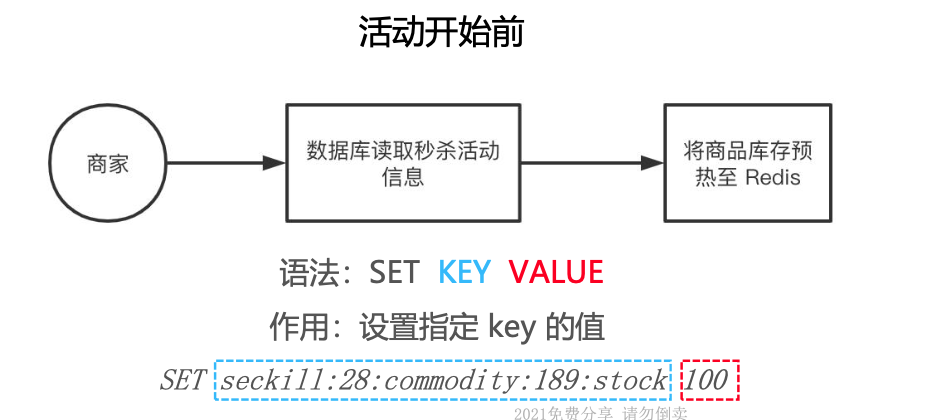 活动开始前
商家
数据库读取秒杀活动
信息
将商品库存预
热至 Redis
语法：SET KEY VALUE
作用：设置指定 key 的值
SET seckill:28:commodity:189:stock 100
2021免费分享 请勿倒卖